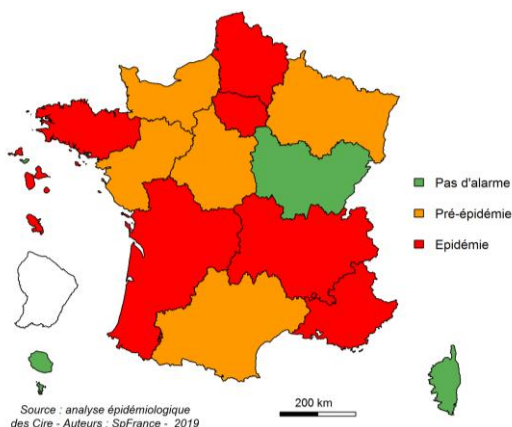 Pas d'alarme
Pré-épidémie
Epidémie
200 km
Source : analyse épidémiologique
des Cire - Auteurs : SpFrance - 2019